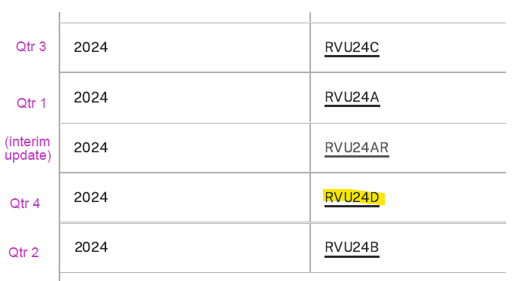 Qtr 3 2024 RVU24C
Qtr 1 2024 RVU24A
(interim
update) 2024 RVU24AR
Qtr 4 2024 RVU24D
Qtr 2 2024 RVU24B